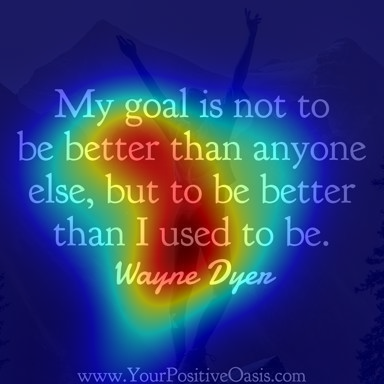 My goal is not to
be better than anyone
else, but to be better
than I used to be.
Wayne Dyer
www.YourPositiveOasis.com